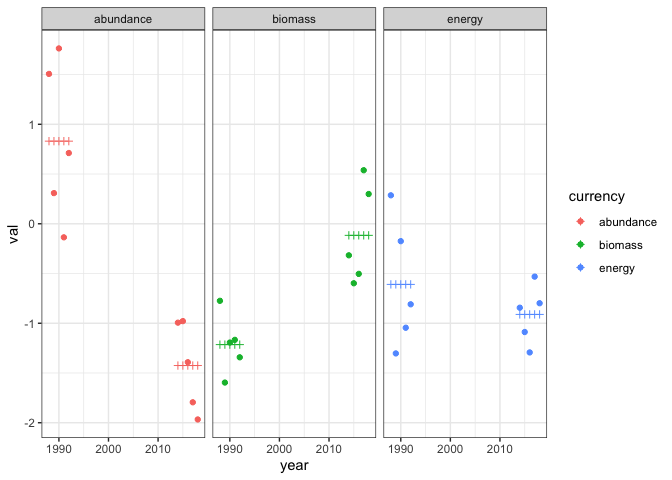 abundance biomass energy
1
0
-1
-2
val
1990 2000 2010 1990 2000 2010 1990 2000 2010
year
currency
abundance
biomass
energy